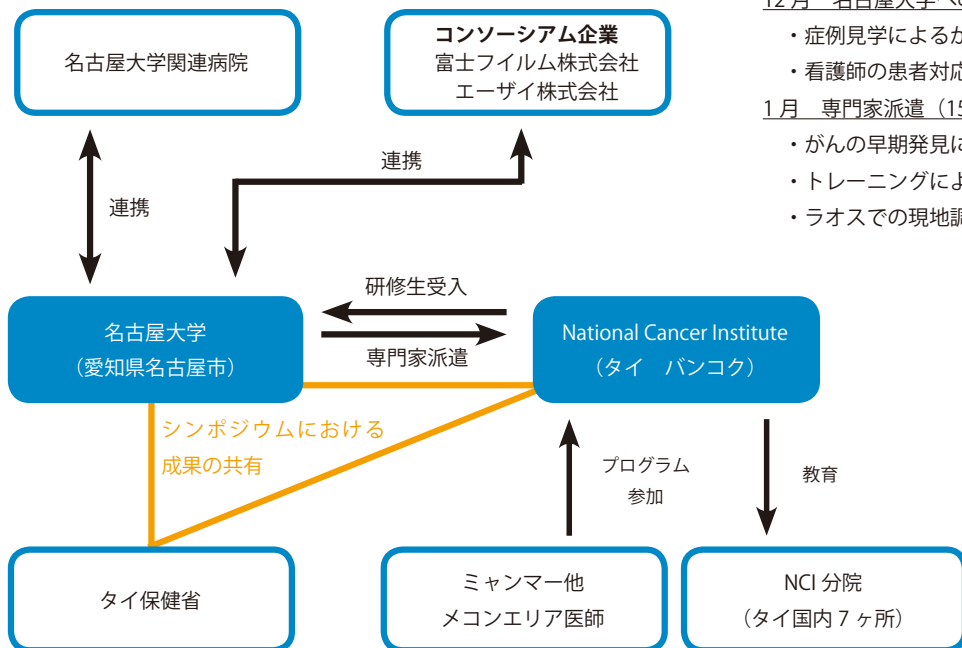 名古屋大学関連病院
コンソーシアム企業
富士フイルム株式会社
エーザイ株式会社
連携
連携
名古屋大学
（愛知県名古屋市）
研修生受入
専門家派遣
National Cancer Institute
（タイ　バンコク）
シンポジウムにおける
成果の共有
プログラム
参加
教育
タイ保健省
ミャンマー他
メコンエリア医師
NCI 分院
（タイ国内 7 ヶ所）
・症例見学によるが
・看護師の患者対応
1 月　専門家派遣（15
・がんの早期発見に
・トレーニングによ
・ラオスでの現地調